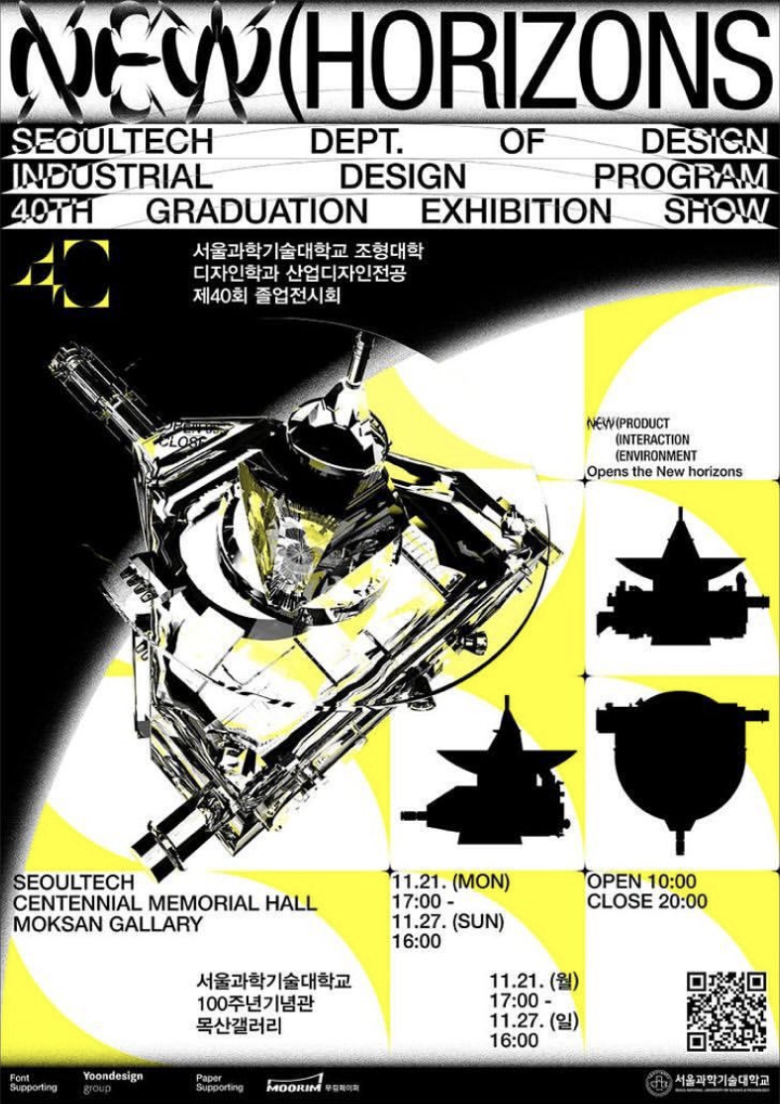 NEW(HORIZONS
SEOULTECH DEPT. OF DESIGN
INDUSTRIAL DESIGN PROGRAM
40TH GRADUATION EXHIBITION SHOW
40
서울과학기술대학교 조형대학
디자인학과 산업디자인전공
제40회 졸업전시회
CLOSE
NEW(PRODUCT
(INTERACTION
(ENVIRONMENT
Opens the New horizons
SEOULTECH
CENTENNIAL MEMORIAL HALL
MOKSAN GALLARY
11.21. (MON)
17:00 -
11.27. (SUN)
16:00
OPEN 10:00
CLOSE 20:00
서울과학기술대학교
100주년기념관
목산갤러리
11.21. (월)
17:00 -
11.27. (일)
16:00
Font
Supporting
Yoondesign
group
Paper
Supporting
MOORIM 무림페이퍼
서울과학기술대학교